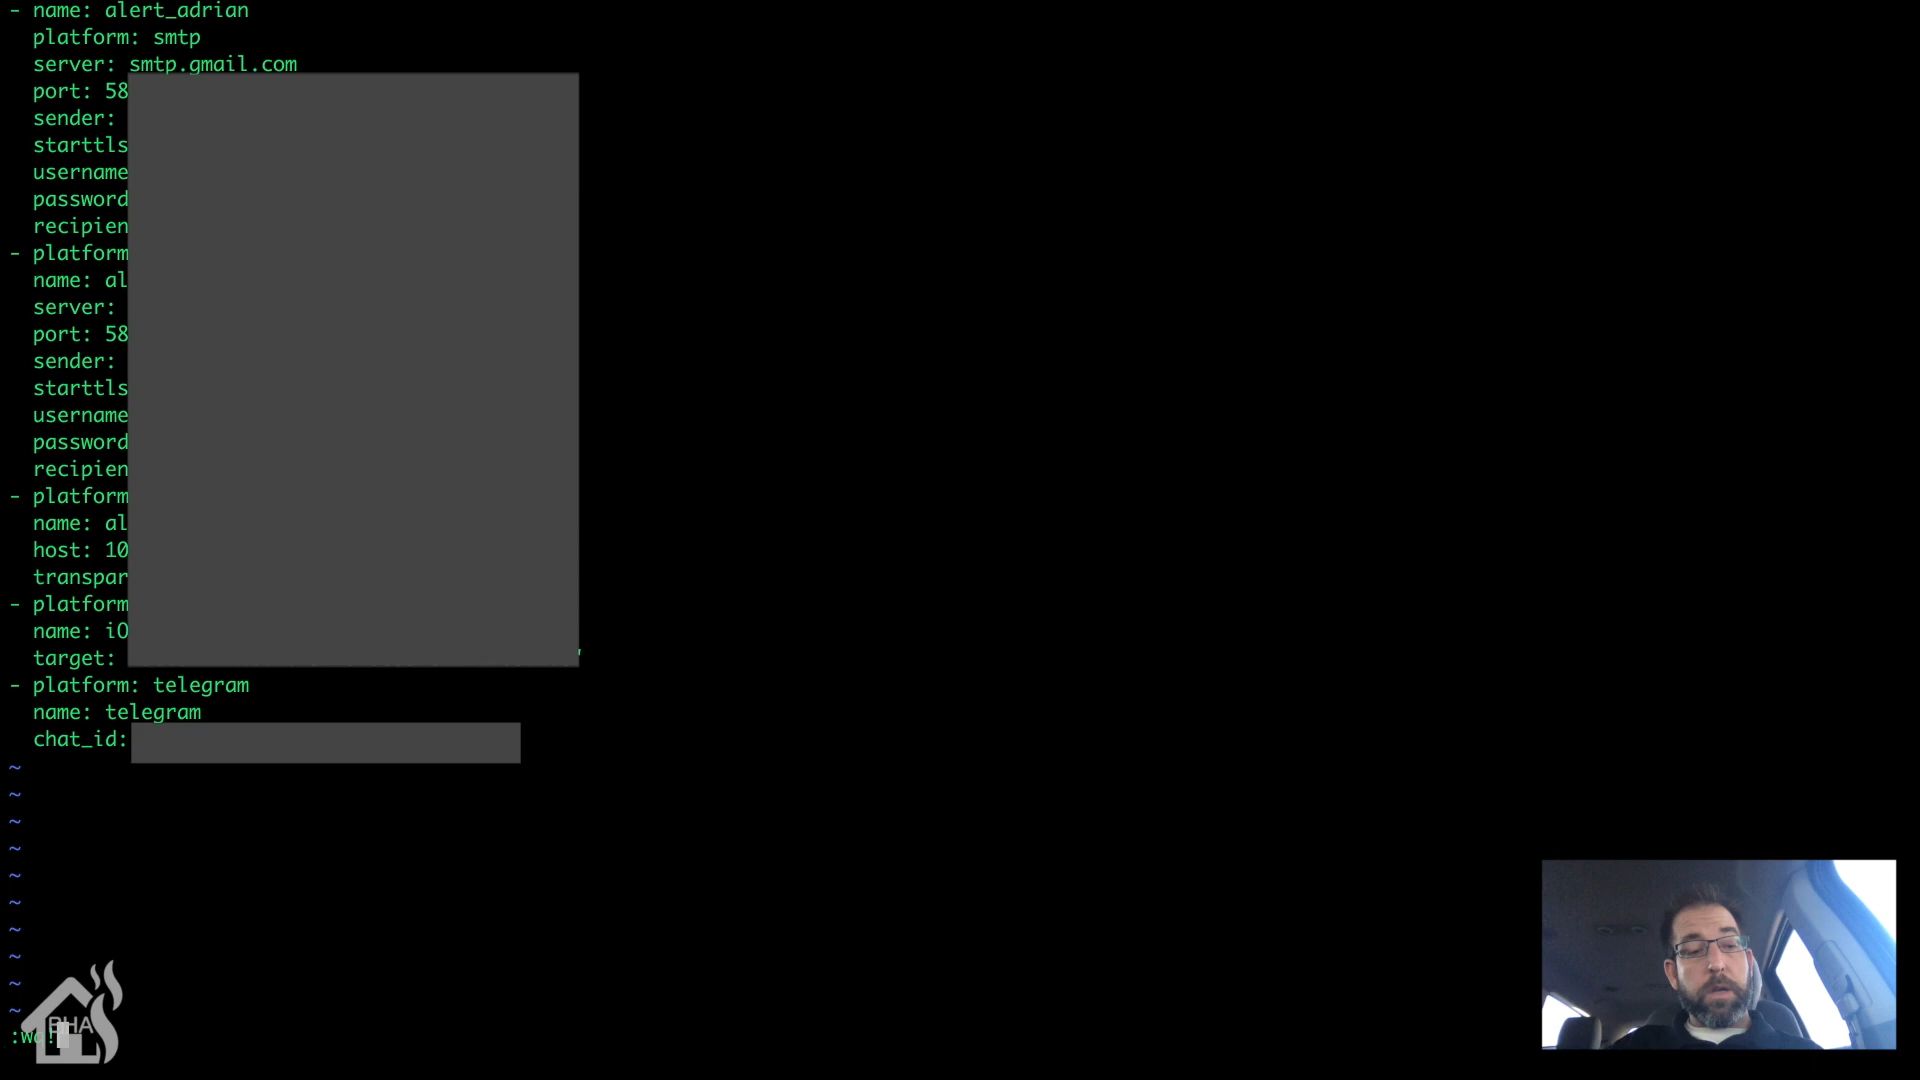 - name: alert_adrian
platform: smtp
server: smtp.gmail.com
port: 58
sender:
starttls
username
password
recipien
- platform
name: al
server:
port: 58
sender:
starttls
username
password
recipien
- platform
name: al
host: 10
transpar
- platform
name: iO
target: '
- platform: telegram
name: telegram
chat_id:
~
~
~
~
~
~
~
~
~
~
BHA
:wq!